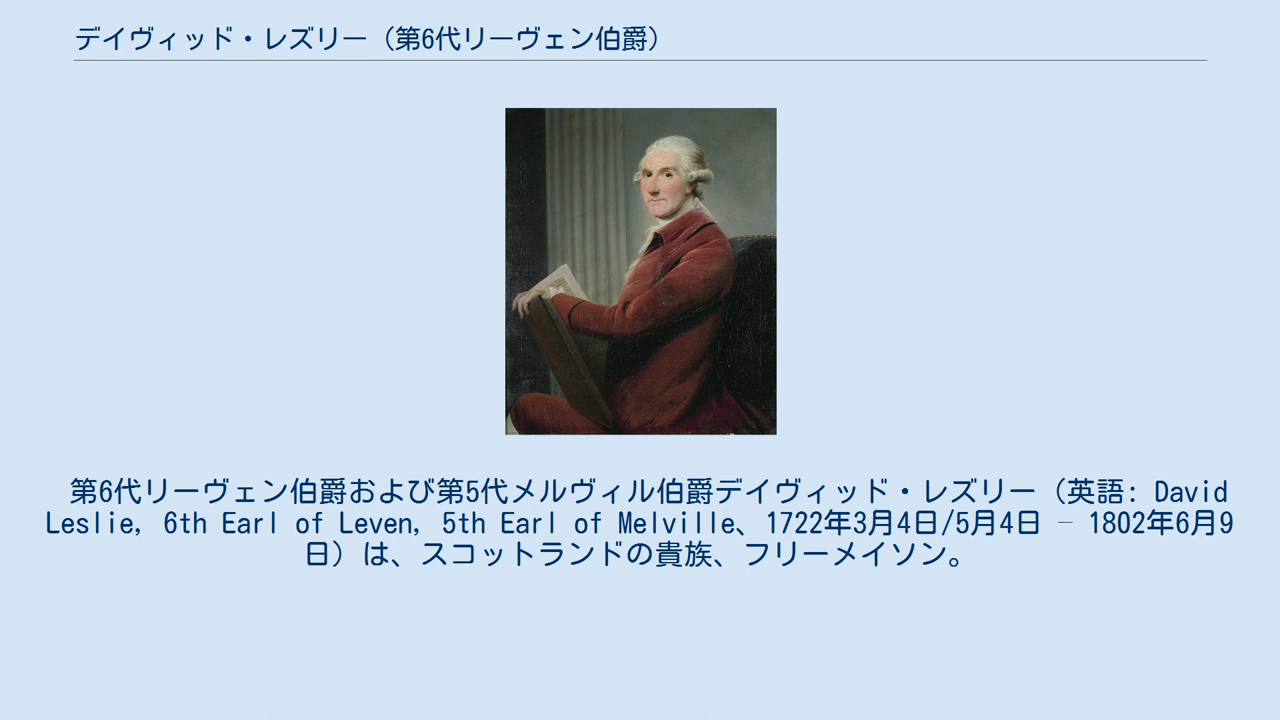 デイヴィッド・レズリー（第6代リーヴェン伯爵）
第6代リーヴェン伯爵および第5代メルヴィル伯爵デイヴィッド・レズリー（英語: David
Leslie, 6th Earl of Leven, 5th Earl of Melville、1722年3月4日/5月4日 – 1802年6月9
日）は、スコットランドの貴族、フリーメイソン。